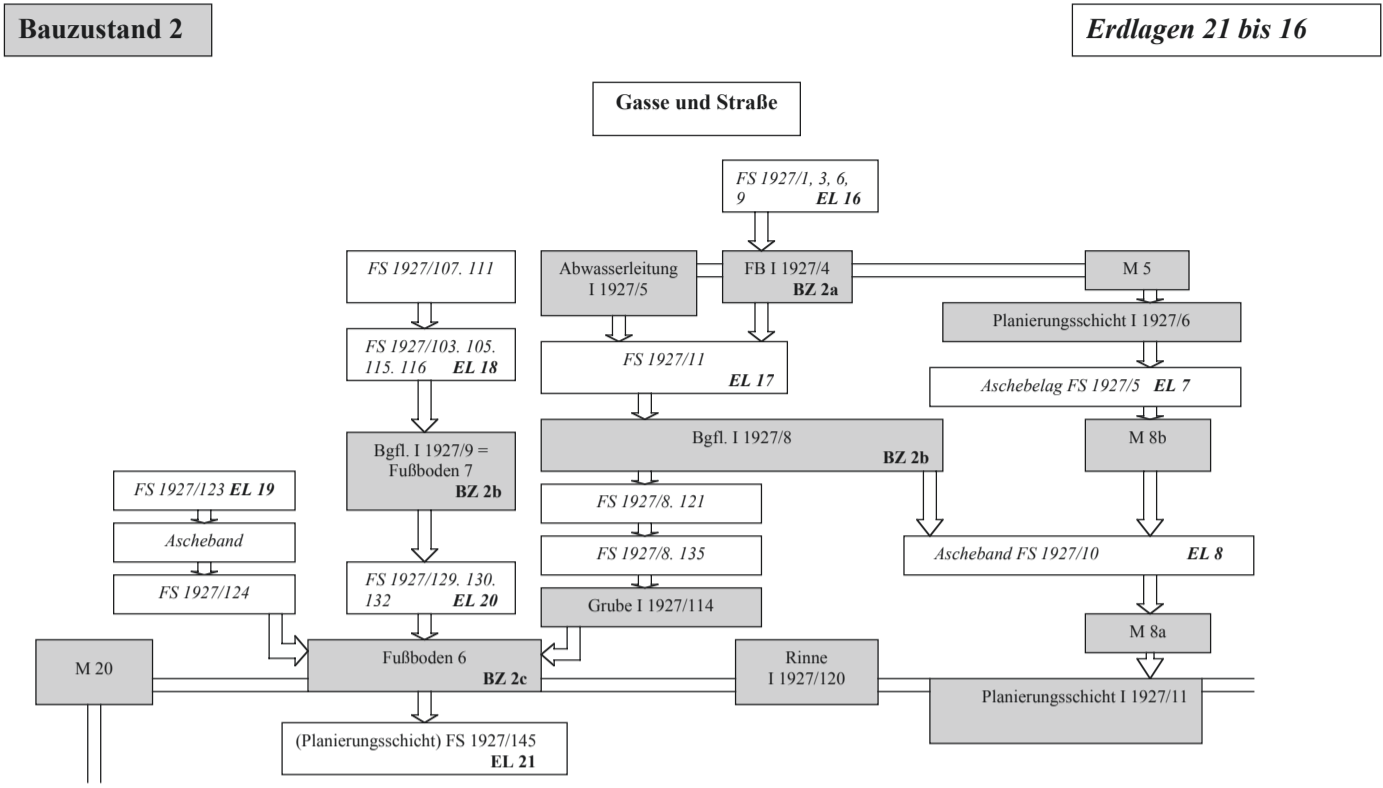 Bauzustand 2
Erdlagen 21 bis 16
Gasse und Straße
FS 1927/1, 3, 6,
9 EL 16
FS 1927/107. 111
Abwasserleitung
I 1927/5
FB I 1927/4
BZ 2a
M 5
Planierungsschicht I 1927/6
FS 1927/103. 105.
115. 116 EL 18
FS 1927/11
EL 17
Aschebelag FS 1927/5 EL 7
Bgfl. I 1927/9 =
Fußboden 7
BZ 2b
Bgfl. I 1927/8
BZ 2b
M 8b
FS 1927/123 EL 19
FS 1927/8. 121
Ascheband
FS 1927/8. 135
Ascheband FS 1927/10 EL 8
FS 1927/124
FS 1927/129. 130.
132 EL 20
Grube I 1927/114
M 8a
M 20
Fußboden 6
BZ 2c
Rinne
I 1927/120
Planierungsschicht I 1927/11
(Planierungsschicht) FS 1927/145
EL 21